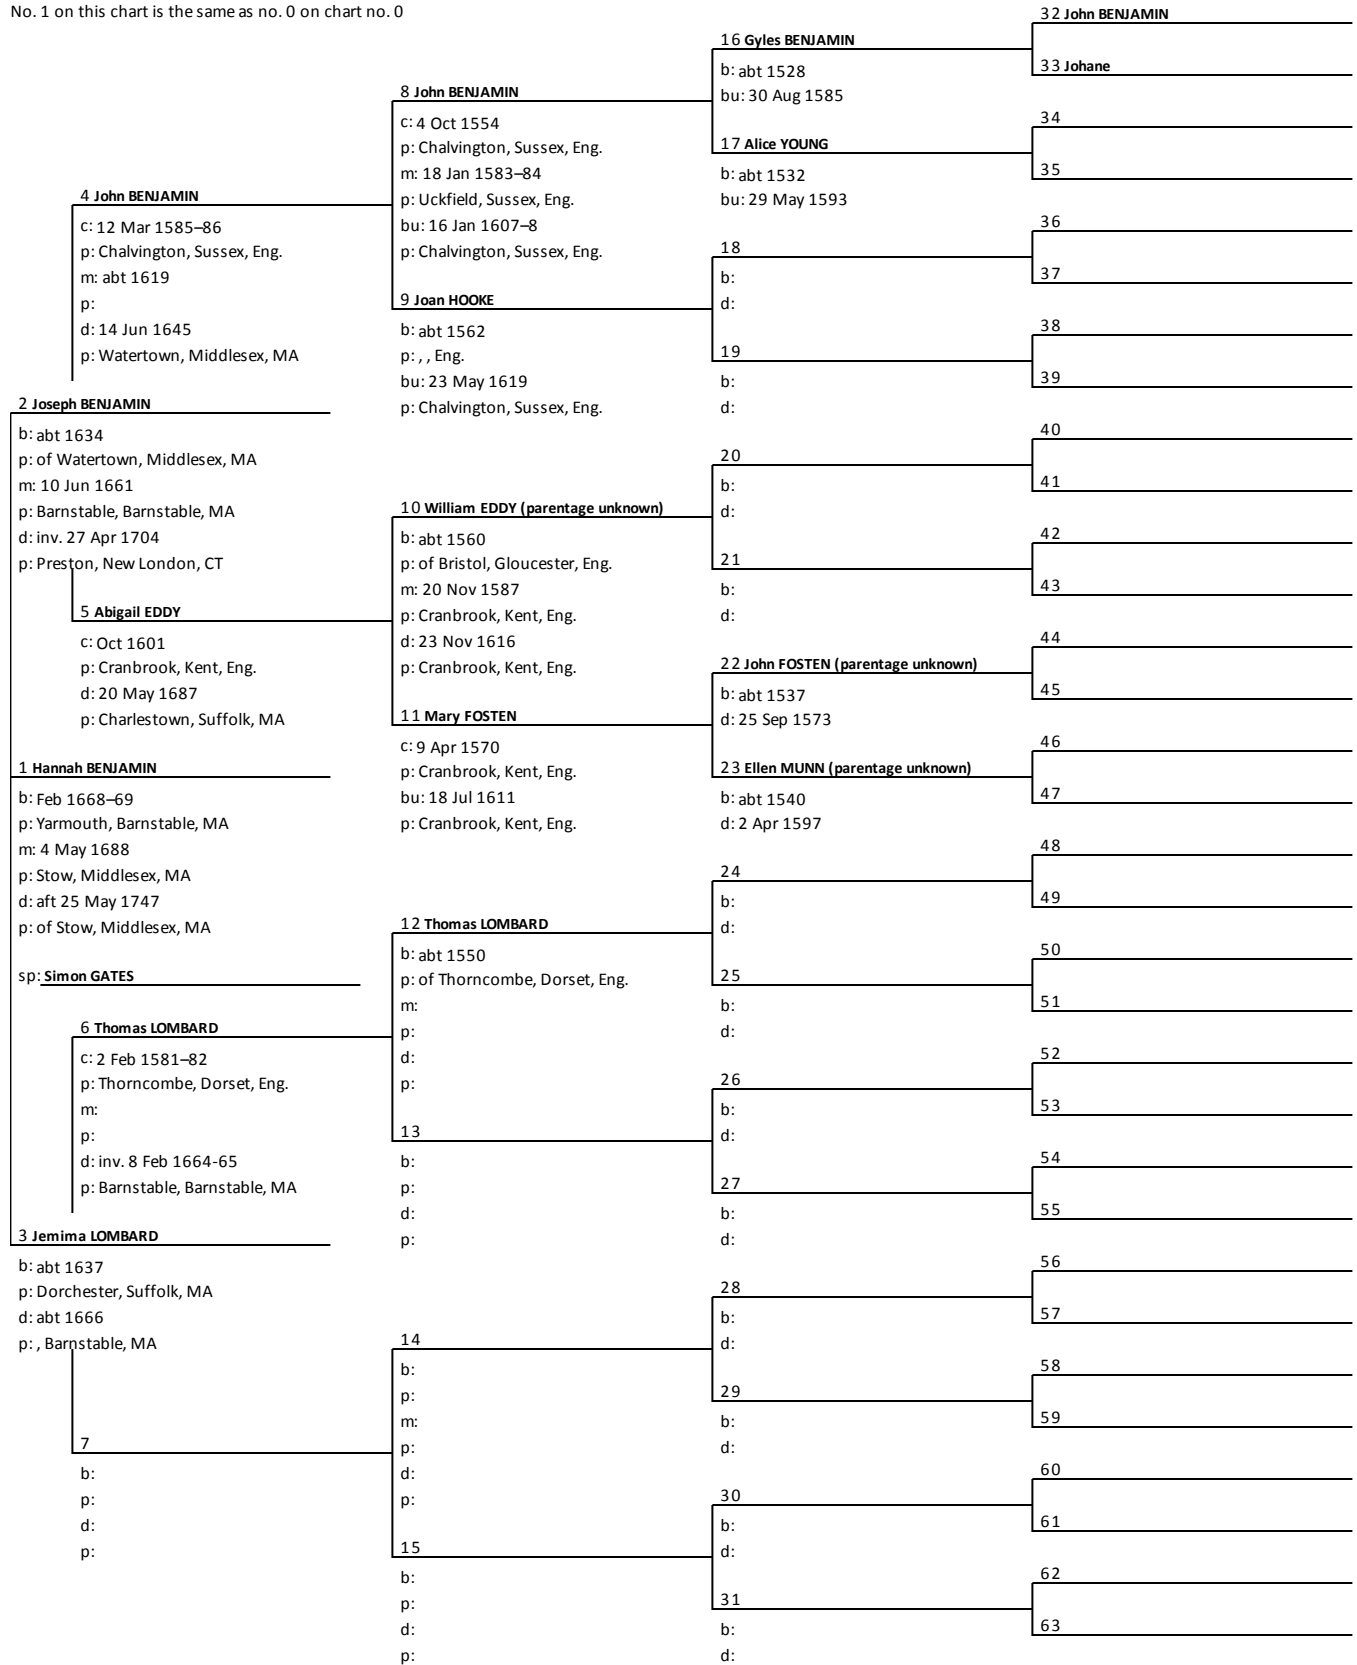 No. 1 on this chart is the same as no. 0 on chart no. 0
1 Hannah BENJAMIN
b: Feb 1668–69
p: Yarmouth, Barnstable, MA
m: 4 May 1688
p: Stow, Middlesex, MA
d: aft 25 May 1747
p: of Stow, Middlesex, MA
sp: Simon GATES
2 Joseph BENJAMIN
b: abt 1634
p: of Watertown, Middlesex, MA
m: 10 Jun 1661
p: Barnstable, Barnstable, MA
d: inv. 27 Apr 1704
p: Preston, New London, CT
3 Jemima LOMBARD
b: abt 1637
p: Dorchester, Suffolk, MA
d: abt 1666
p: , Barnstable, MA
4 John BENJAMIN
c: 12 Mar 1585–86
p: Chalvington, Sussex, Eng.
m: abt 1619
p:
d: 14 Jun 1645
p: Watertown, Middlesex, MA
5 Abigail EDDY
c: Oct 1601
p: Cranbrook, Kent, Eng.
d: 20 May 1687
p: Charlestown, Suffolk, MA
6 Thomas LOMBARD
c: 2 Feb 1581–82
p: Thorncombe, Dorset, Eng.
m:
p:
d: inv. 8 Feb 1664-65
p: Barnstable, Barnstable, MA
7
b:
p:
d:
p:
8 John BENJAMIN
c: 4 Oct 1554
p: Chalvington, Sussex, Eng.
m: 18 Jan 1583–84
p: Uckfield, Sussex, Eng.
bu: 16 Jan 1607–8
p: Chalvington, Sussex, Eng.
9 Joan HOOKE
b: abt 1562
p: , , Eng.
bu: 23 May 1619
p: Chalvington, Sussex, Eng.
10 William EDDY (parentage unknown)
b: abt 1560
p: of Bristol, Gloucester, Eng.
m: 20 Nov 1587
p: Cranbrook, Kent, Eng.
d: 23 Nov 1616
p: Cranbrook, Kent, Eng.
11 Mary FOSTEN
c: 9 Apr 1570
p: Cranbrook, Kent, Eng.
bu: 18 Jul 1611
p: Cranbrook, Kent, Eng.
12 Thomas LOMBARD
b: abt 1550
p: of Thorncombe, Dorset, Eng.
m:
p:
d:
p:
13
b:
p:
d:
p:
14
b:
p:
m:
p:
d:
p:
15
b:
p:
d:
p:
16 Gyles BENJAMIN
b: abt 1528
bu: 30 Aug 1585
17 Alice YOUNG
b: abt 1532
bu: 29 May 1593
18
b:
d:
19
b:
d:
20
b:
d:
21
b:
d:
22 John FOSTEN (parentage unknown)
b: abt 1537
d: 25 Sep 1573
23 Ellen MUNN (parentage unknown)
b: abt 1540
d: 2 Apr 1597
24
b:
d:
25
b:
d:
26
b:
d:
27
b:
d:
28
b:
d:
29
b:
d:
30
b:
d:
31
b:
d:
32 John BENJAMIN
33 Johane
34
35
36
37
38
39
40
41
42
43
44
45
46
47
48
49
50
51
52
53
54
55
56
57
58
59
60
61
62
63